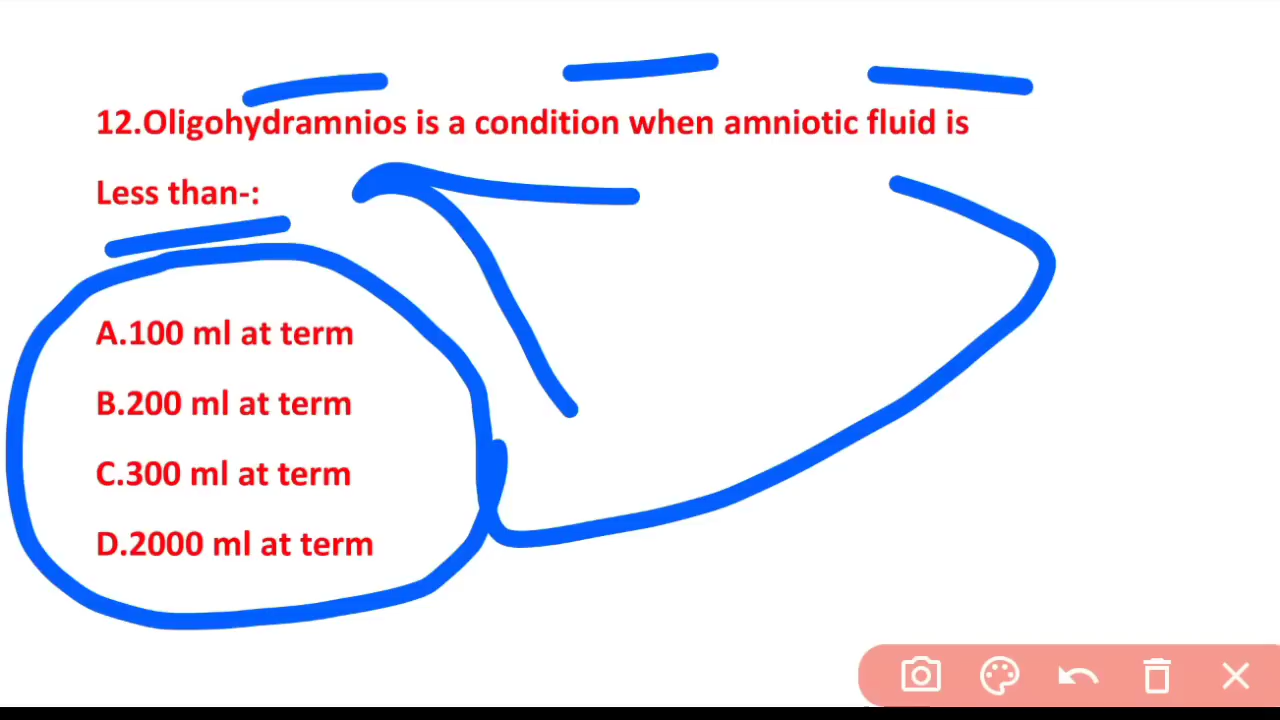 12.Oligohydramnios is a condition when amniotic fluid is
Less than-:
A.100 ml at term
B.200 ml at term
C.300 ml at term
D.2000 ml at term